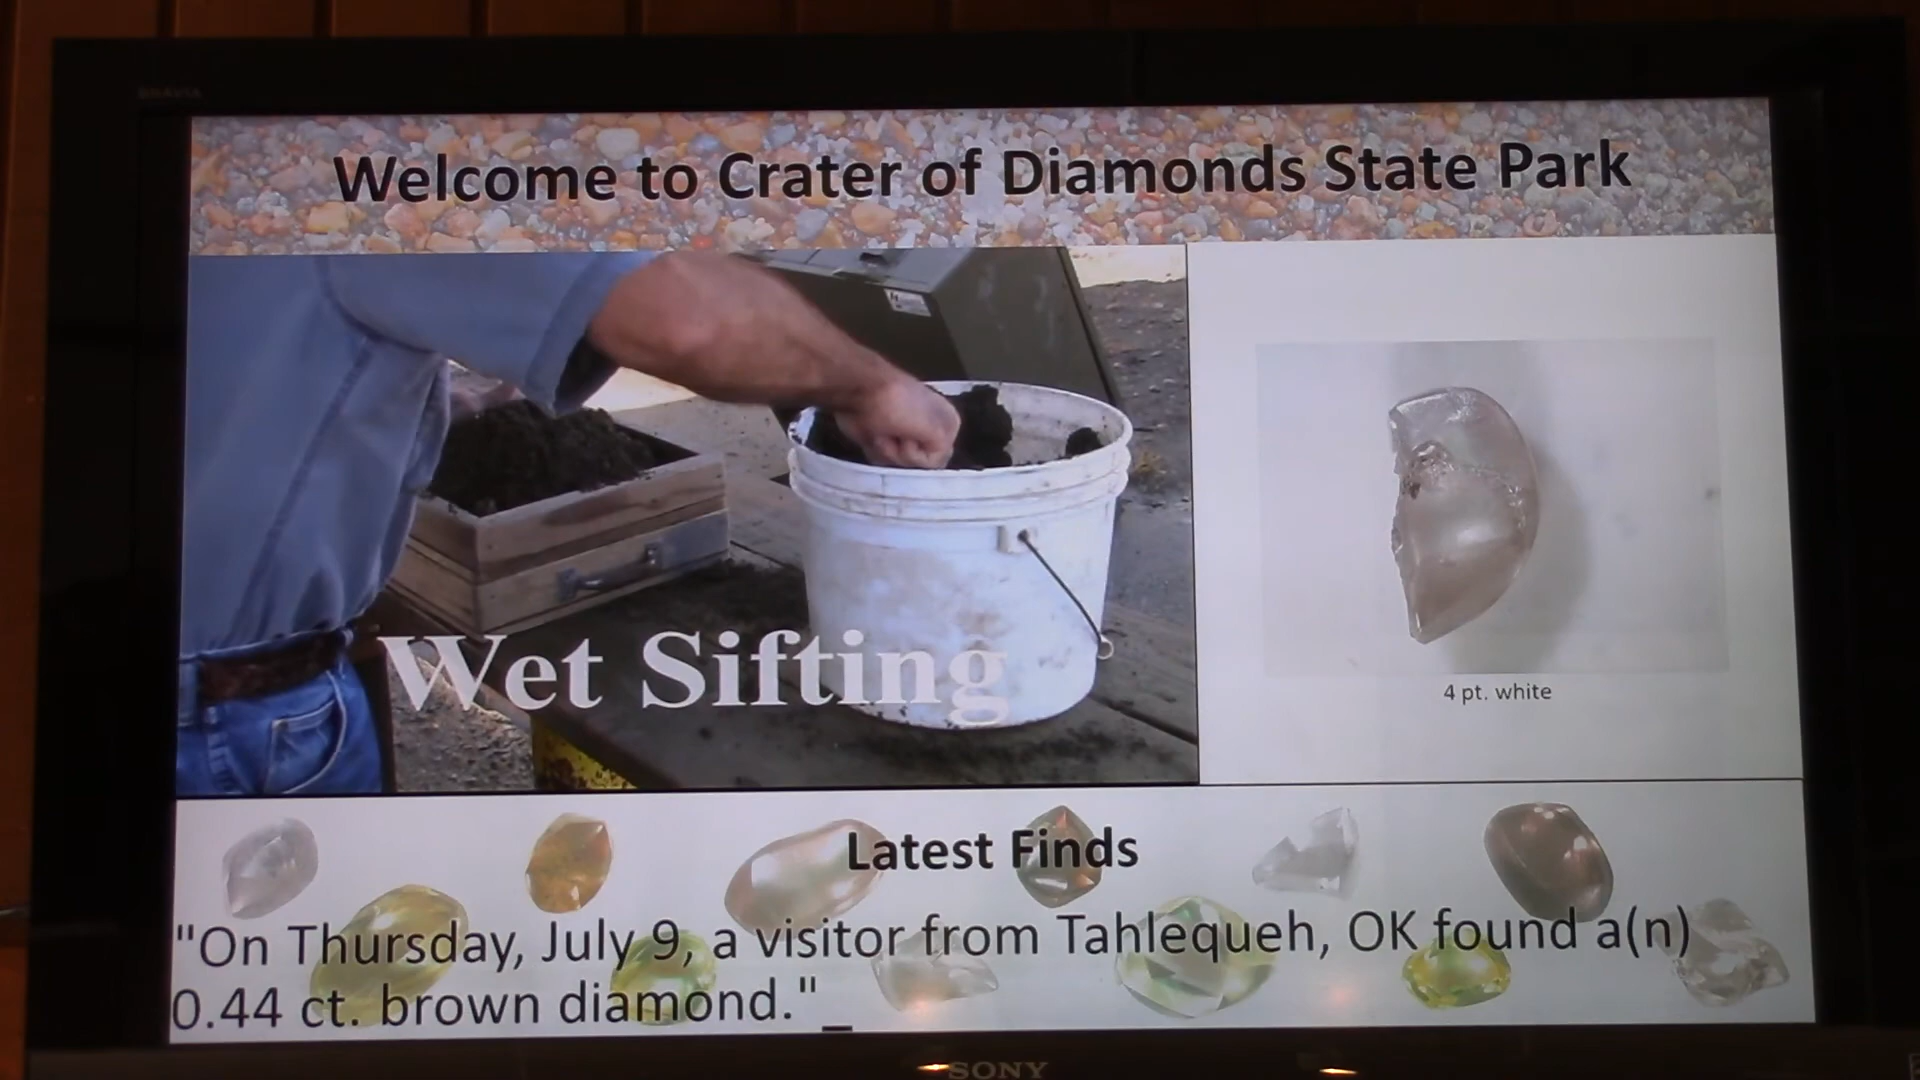 BRAVIA
Welcome to Crater of Diamonds State Park
Wet Sifting
4 pt. white
Latest Finds
"On Thursday, July 9, a visitor from Tahlequeh, OK found a(n)
0.44 ct. brown diamond."_
SONY